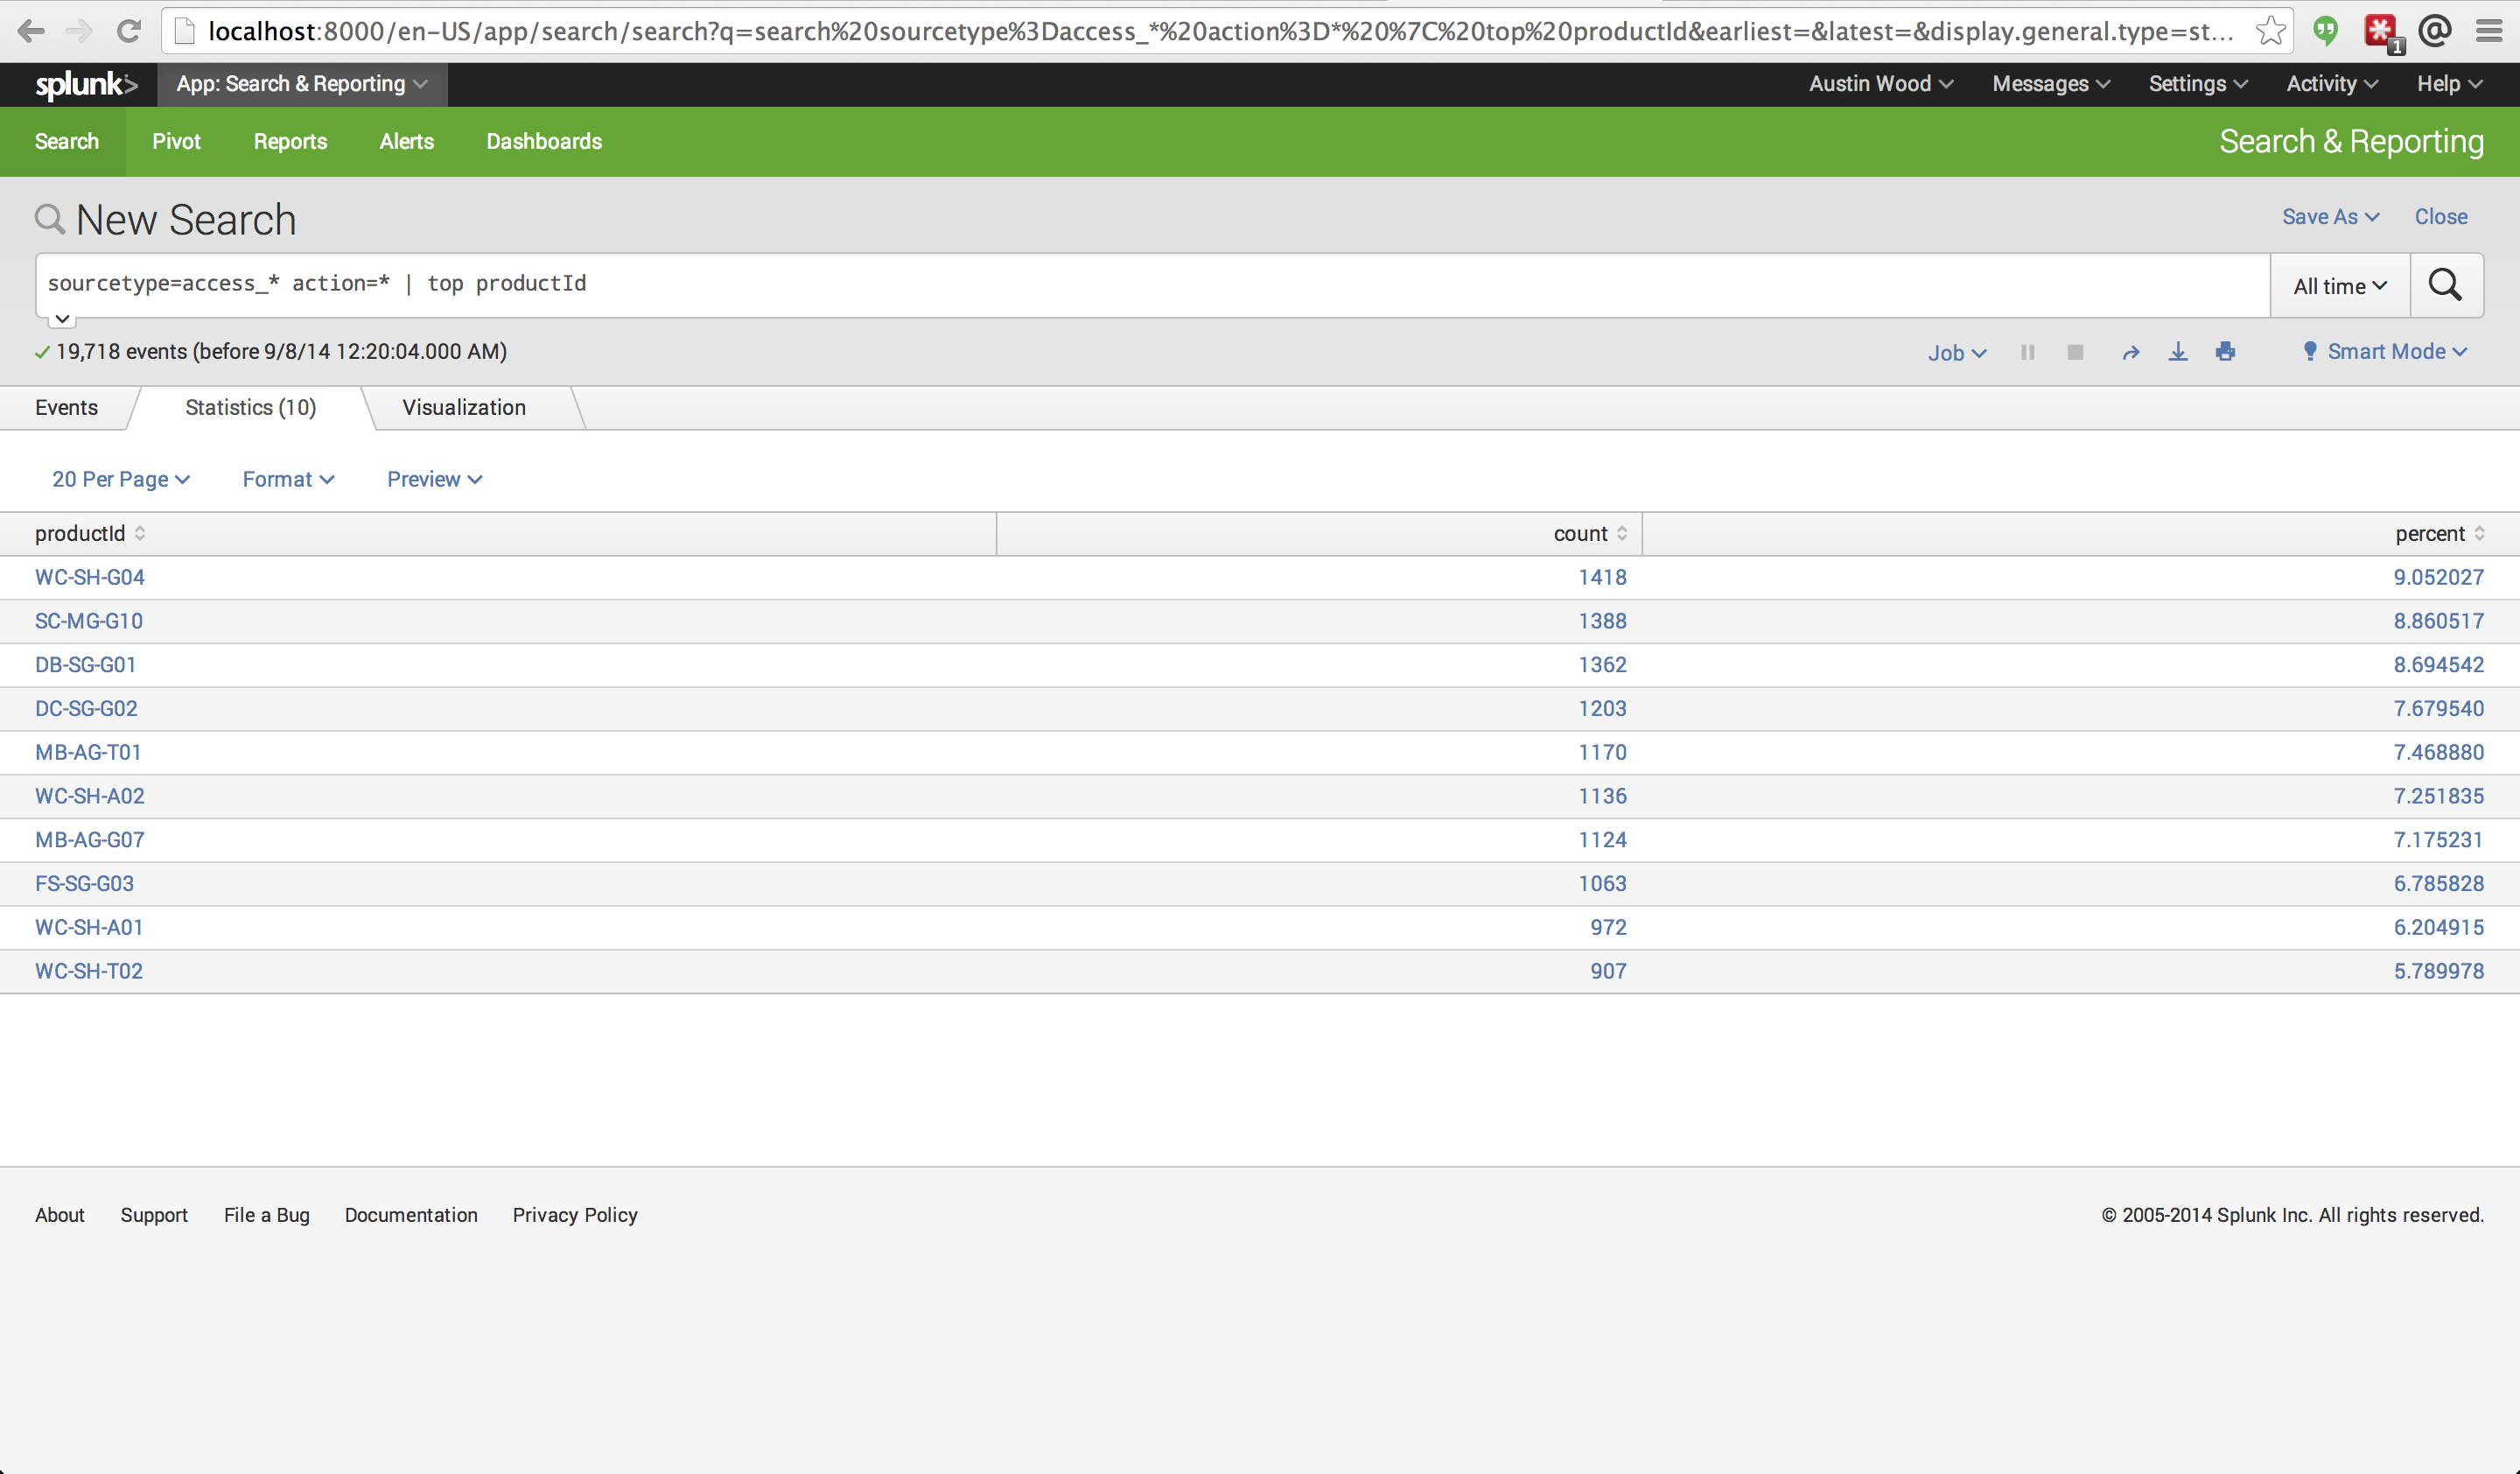 localhost:8000/en-US/app/search/search?q=search%20sourcetype%3Daccess_*%20action%3D*%20%7C%20top%20productId&earliest=&latest=&display.general.type=st...
1
splunk> App: Search & Reporting Austin Wood Messages Settings Activity Help
Search Pivot Reports Alerts Dashboards Search & Reporting
New Search Save As Close
sourcetype=access_* action=* | top productId All time
19,718 events (before 9/8/14 12:20:04.000 AM) Job Smart Mode
Events Statistics (10) Visualization
20 Per Page Format Preview
productId count percent
WC-SH-G04 1418 9.052027
SC-MG-G10 1388 8.860517
DB-SG-G01 1362 8.694542
DC-SG-G02 1203 7.679540
MB-AG-T01 1170 7.468880
WC-SH-A02 1136 7.251835
MB-AG-G07 1124 7.175231
FS-SG-G03 1063 6.785828
WC-SH-A01 972 6.204915
WC-SH-T02 907 5.789978
About Support File a Bug Documentation Privacy Policy © 2005-2014 Splunk Inc. All rights reserved.